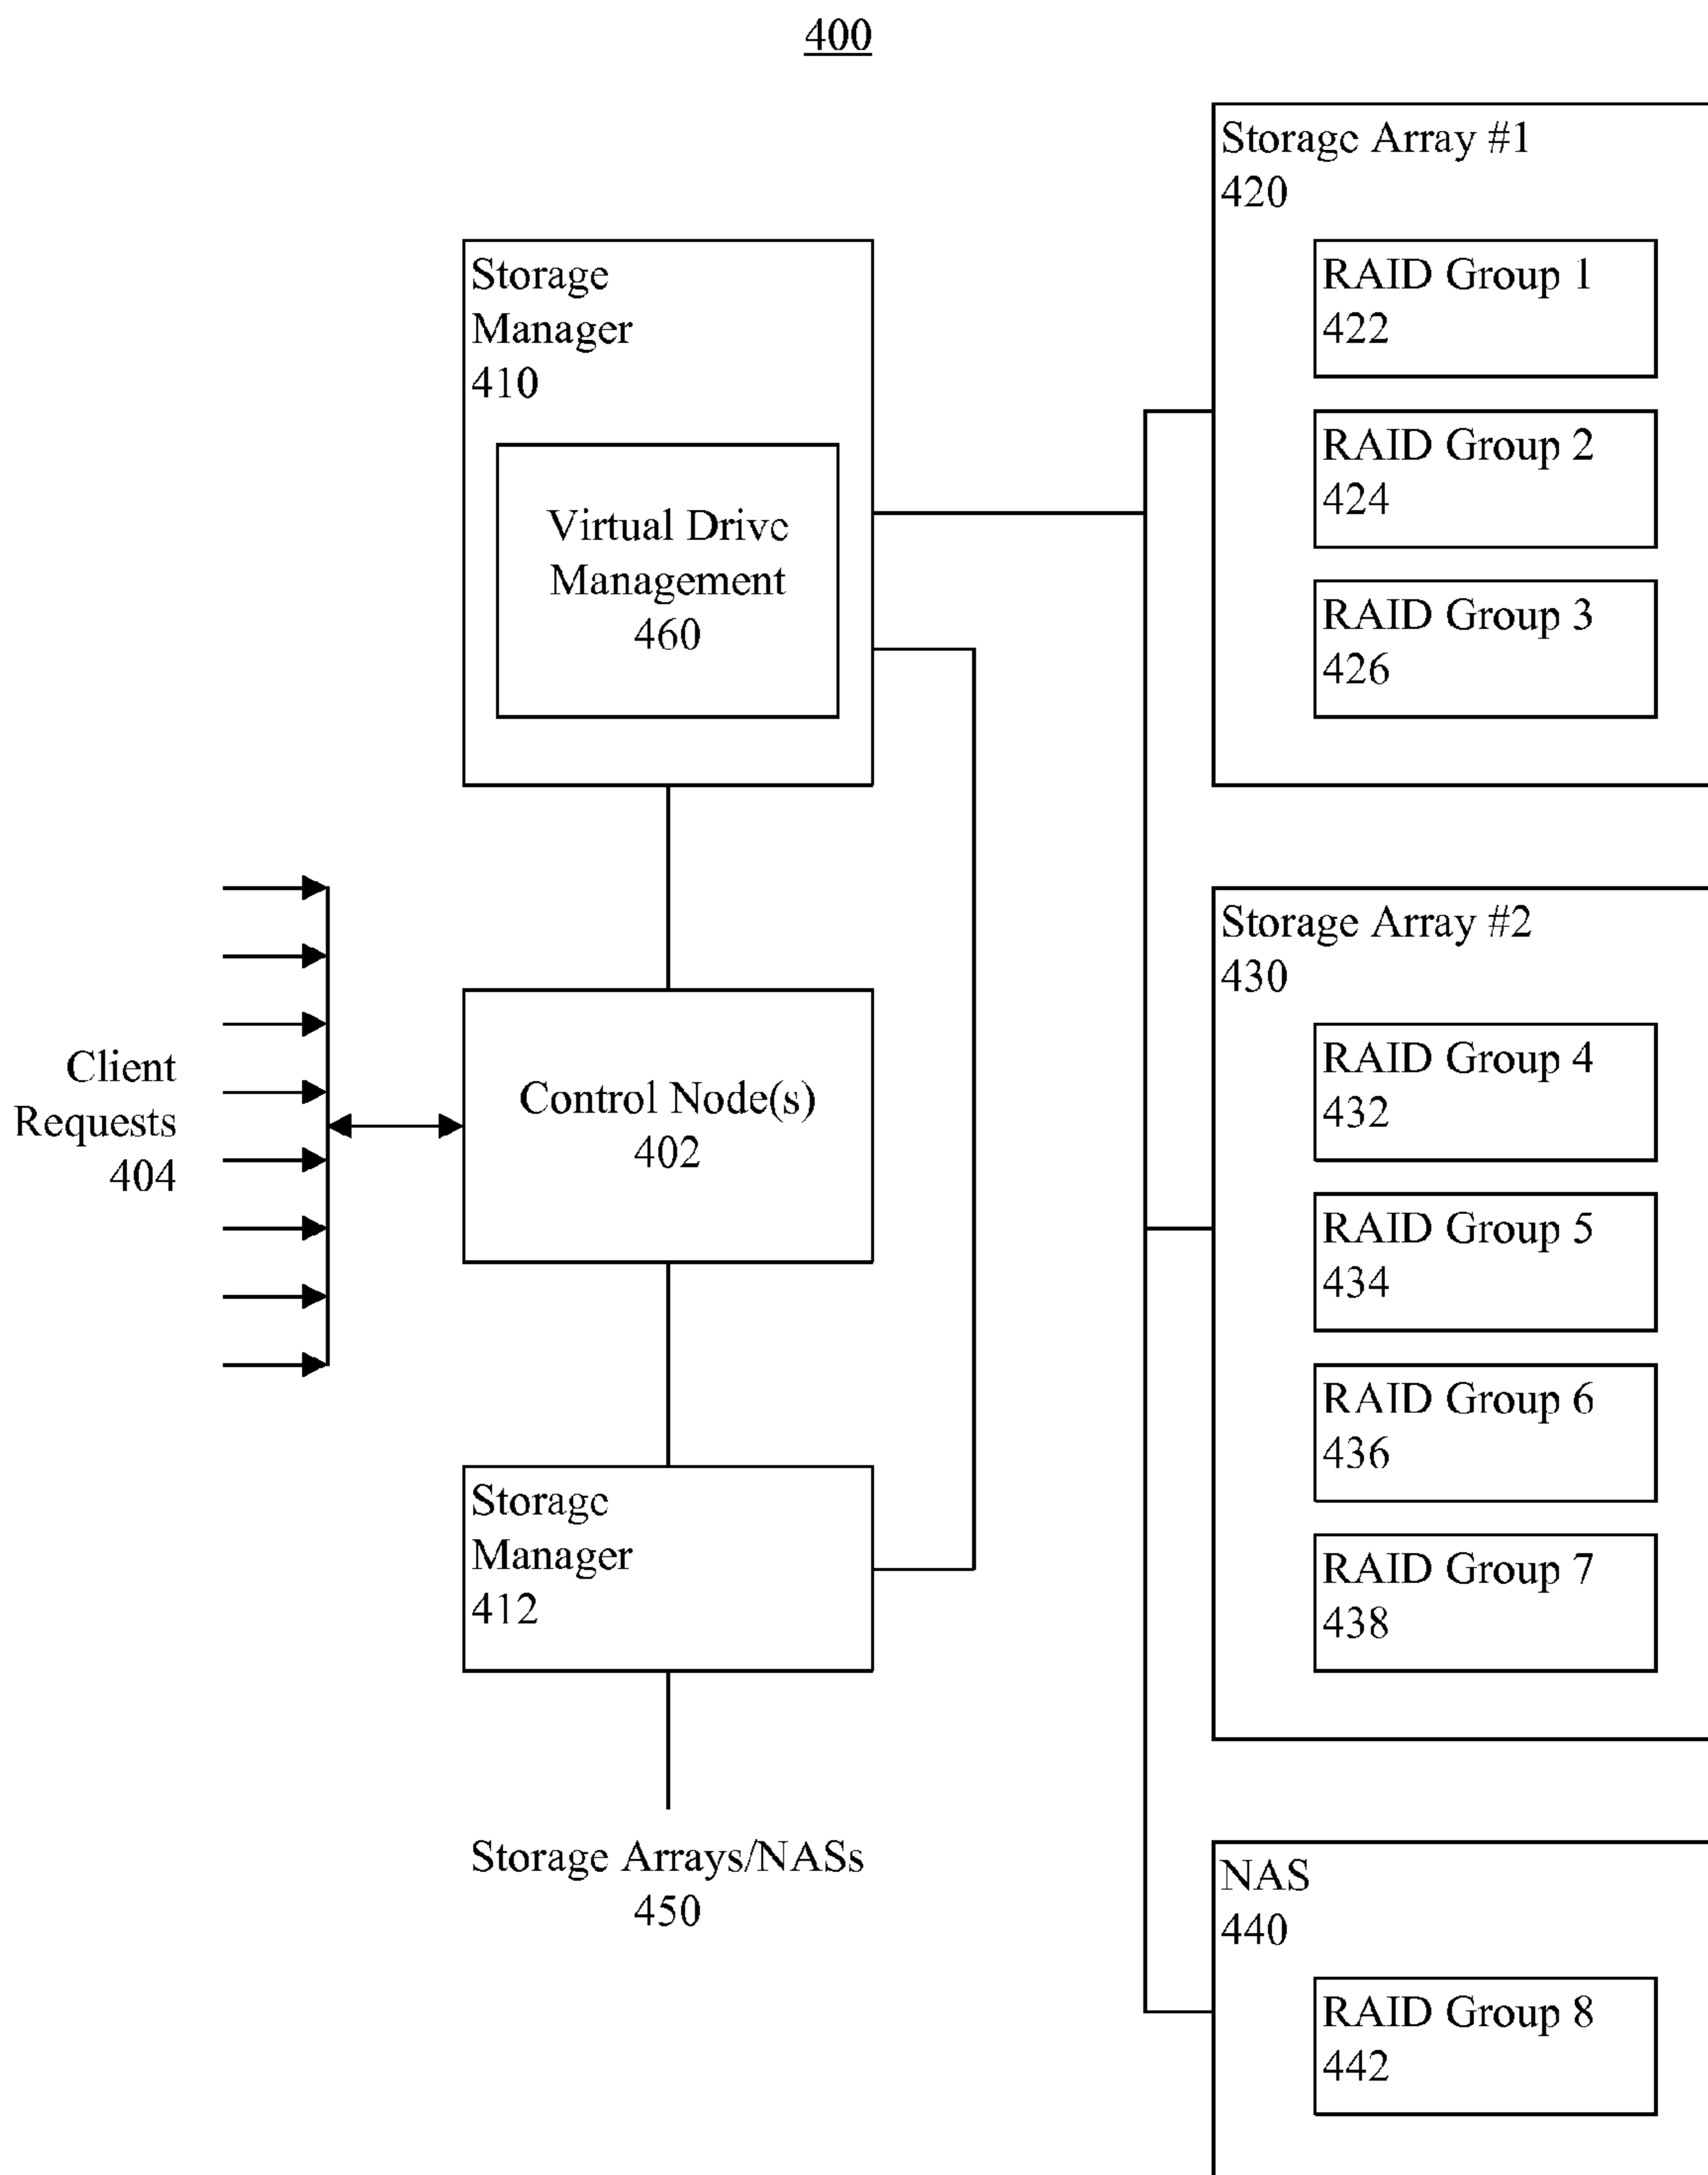 400
Storage Array #1
420
RAID Group 1
422
RAID Group 2
424
RAID Group 3
426
Storage
Manager
410
Virtual Drive
Management
460
Client
Requests
404
Control Node(s)
402
Storage Array #2
430
RAID Group 4
432
RAID Group 5
434
RAID Group 6
436
RAID Group 7
438
Storage
Manager
412
Storage Arrays/NASs
450
NAS
440
RAID Group 8
442